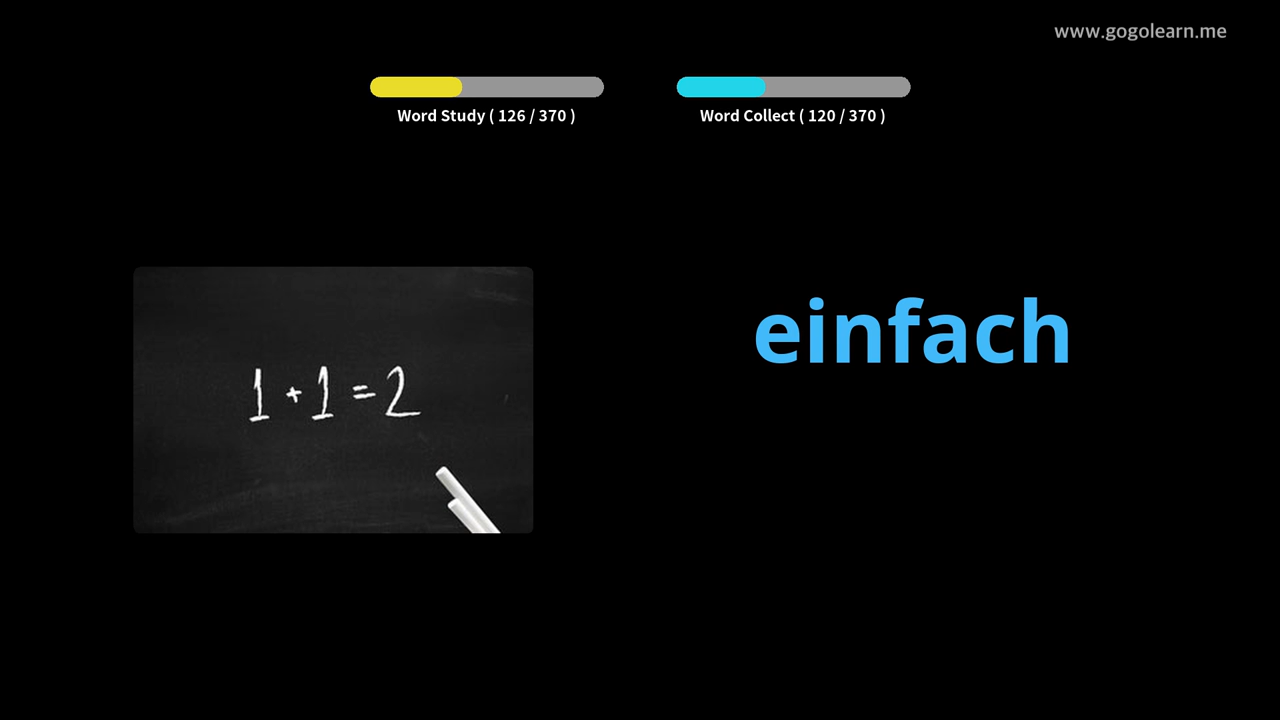 www.gogolearn.me
Word Study ( 126 / 370 )
Word Collect ( 120 / 370 )
einfach
1 + 1 = 2